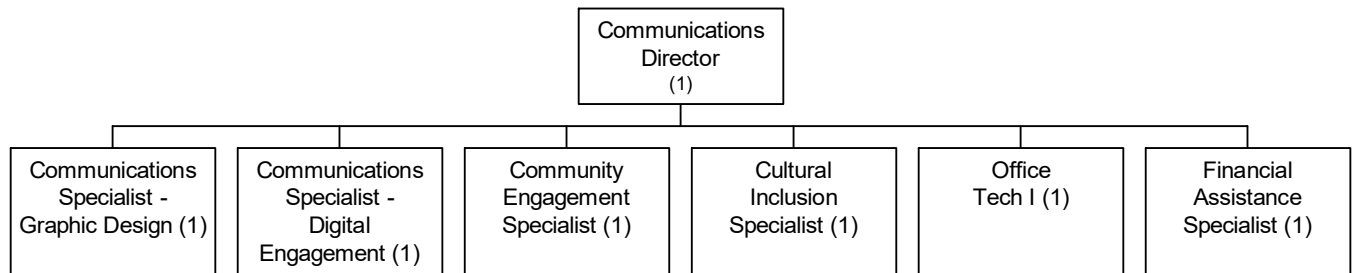 Communications
Director
(1)
Communications
Specialist -
Graphic Design (1)
Communications
Specialist -
Digital
Engagement (1)
Community
Engagement
Specialist (1)
Cultural
Inclusion
Specialist (1)
Office
Tech I (1)
Financial
Assistance
Specialist (1)